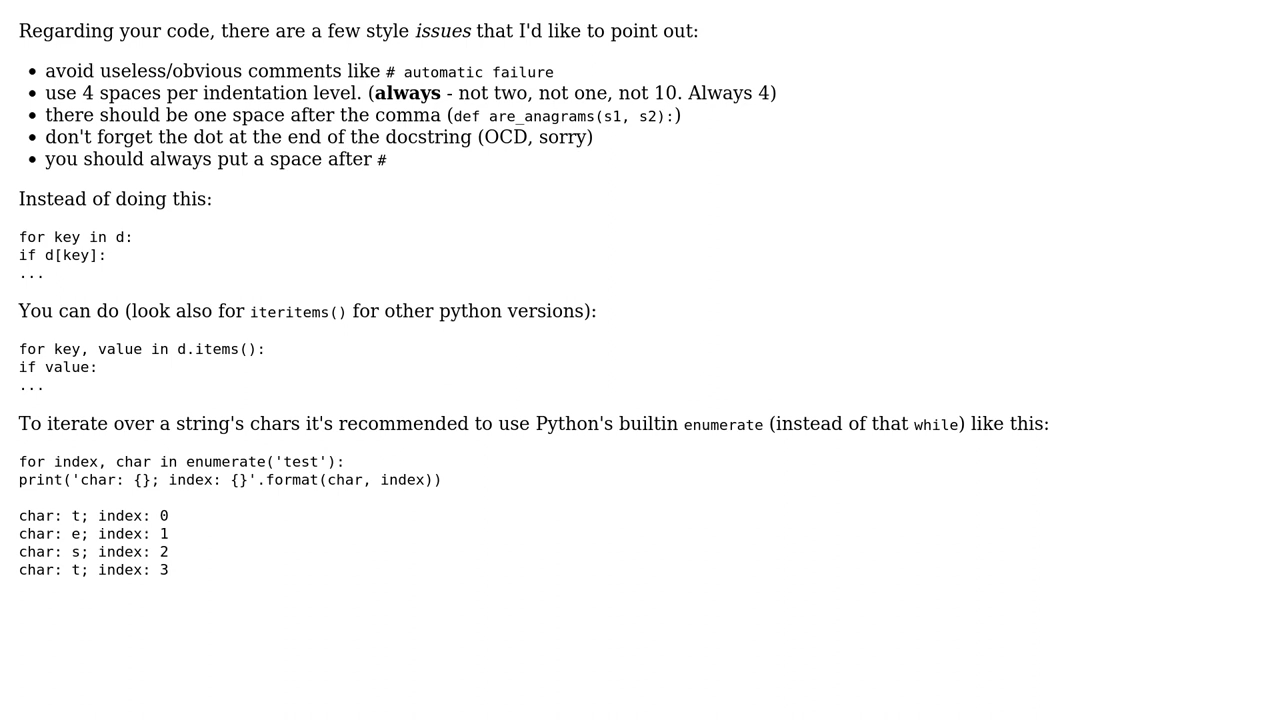 Regarding your code, there are a few style issues that I'd like to point out:
avoid useless/obvious comments like # automatic failure
use 4 spaces per indentation level. (always - not two, not one, not 10. Always 4)
there should be one space after the comma (def are_anagrams(s1, s2):)
don't forget the dot at the end of the docstring (OCD, sorry)
you should always put a space after #
Instead of doing this:
for key in d:
if d[key]:
...
You can do (look also for iteritems() for other python versions):
for key, value in d.items():
if value:
...
To iterate over a string's chars it's recommended to use Python's builtin enumerate (instead of that while) like this:
for index, char in enumerate('test'):
print('char: {}; index: {}'.format(char, index))
char: t; index: 0
char: e; index: 1
char: s; index: 2
char: t; index: 3